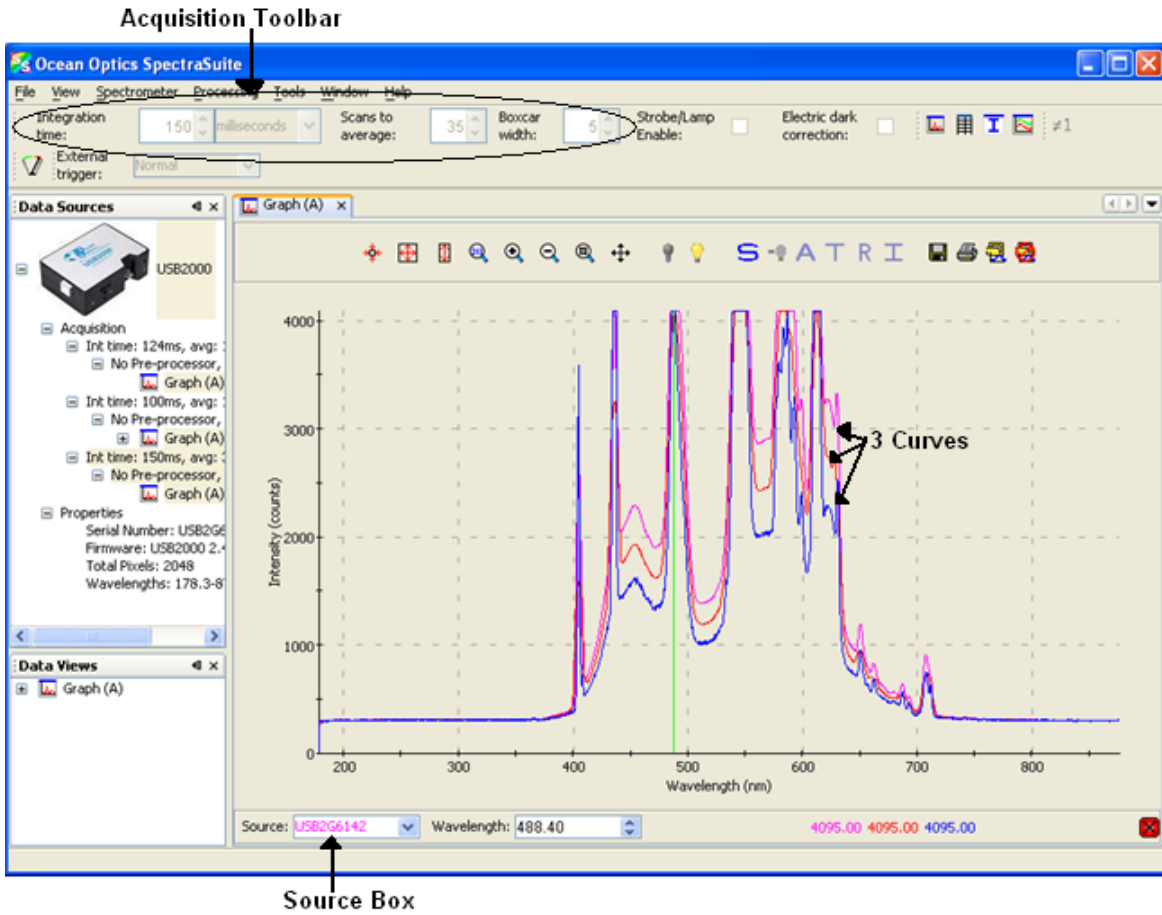 Acquisition Toolbar
Ocean Optics SpectraSuite
File View Spectrometer Processing Tools Window Help
Integration time: 150 milliseconds Scans to average: 35 Boxcar width: 5 Strobe/Lamp Enable: Electric dark correction: ≠1
External trigger: Normal
Data Sources
Graph (A)
USB2000
S A T R I
Acquisition
Int time: 124ms, avg:
No Pre-processor,
Graph (A)
Int time: 100ms, avg:
No Pre-processor,
Graph (A)
Int time: 150ms, avg: 3
No Pre-processor,
Graph (A)
Properties
Serial Number: USB2G6
Firmware: USB2000 2.
Total Pixels: 2048
Wavelengths: 178.3-8
Data Views
Graph (A)
Intensity (counts)
4000
3000
2000
1000
0
3 Curves
200 300 400 500 600 700 800
Wavelength (nm)
Source: USB2G6142 Wavelength: 488.40 4095.00 4095.00 4095.00
Source Box